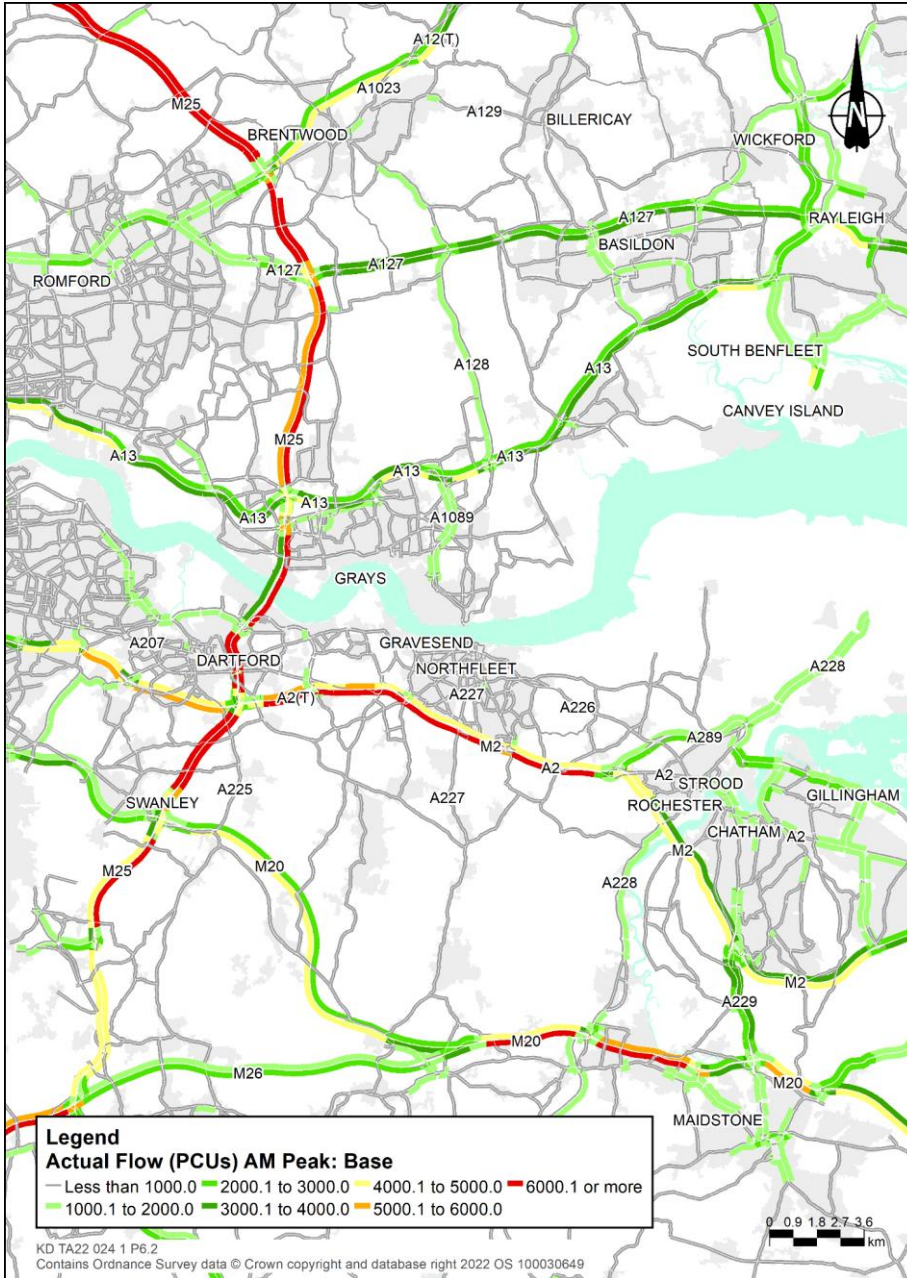 A12(T)
A1023
M25
A129
BRENTWOOD
BILLERICAY
N
WICKFORD
A127
RAYLEIGH
BASILDON
A127
A127
ROMFORD
SOUTH BENFLEET
A128
A13
CANVEY ISLAND
M25
A13
A13
A13
A13
A13
A1089
GRAYS
A207
GRAVESEND
DARTFORD
NORTHFLEET
A228
A2(T)
A227
A226
A289
M2
A2
A2
STROOD
A225
A227
GILLINGHAM
SWANLEY
ROCHESTER
CHATHAM
A2
M2
M25
M20
A228
M2
A229
M20
M26
M20
MAIDSTONE
Legend
Actual Flow (PCUs) AM Peak: Base
Less than 1000.0 2000.1 to 3000.0 4000.1 to 5000.0 6000.1 or more
1000.1 to 2000.0 3000.1 to 4000.0 5000.1 to 6000.0
0 0.9 1.8 2.7 3.6
km
KD TA22 024 1 P6.2
Contains Ordnance Survey data © Crown copyright and database right 2022 OS 100030649